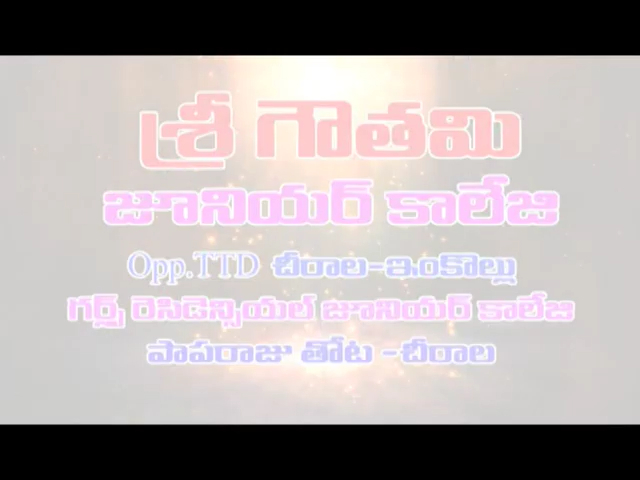 శ్రీ గౌతమి
జూనియర్ కాలేజి
Opp.TTD చీరాల-ఇంకొల్లు
గర్ల్స్ రెసిడెన్సియల్ జూనియర్ కాలేజి
పాపరాజు తోట -చీరాల